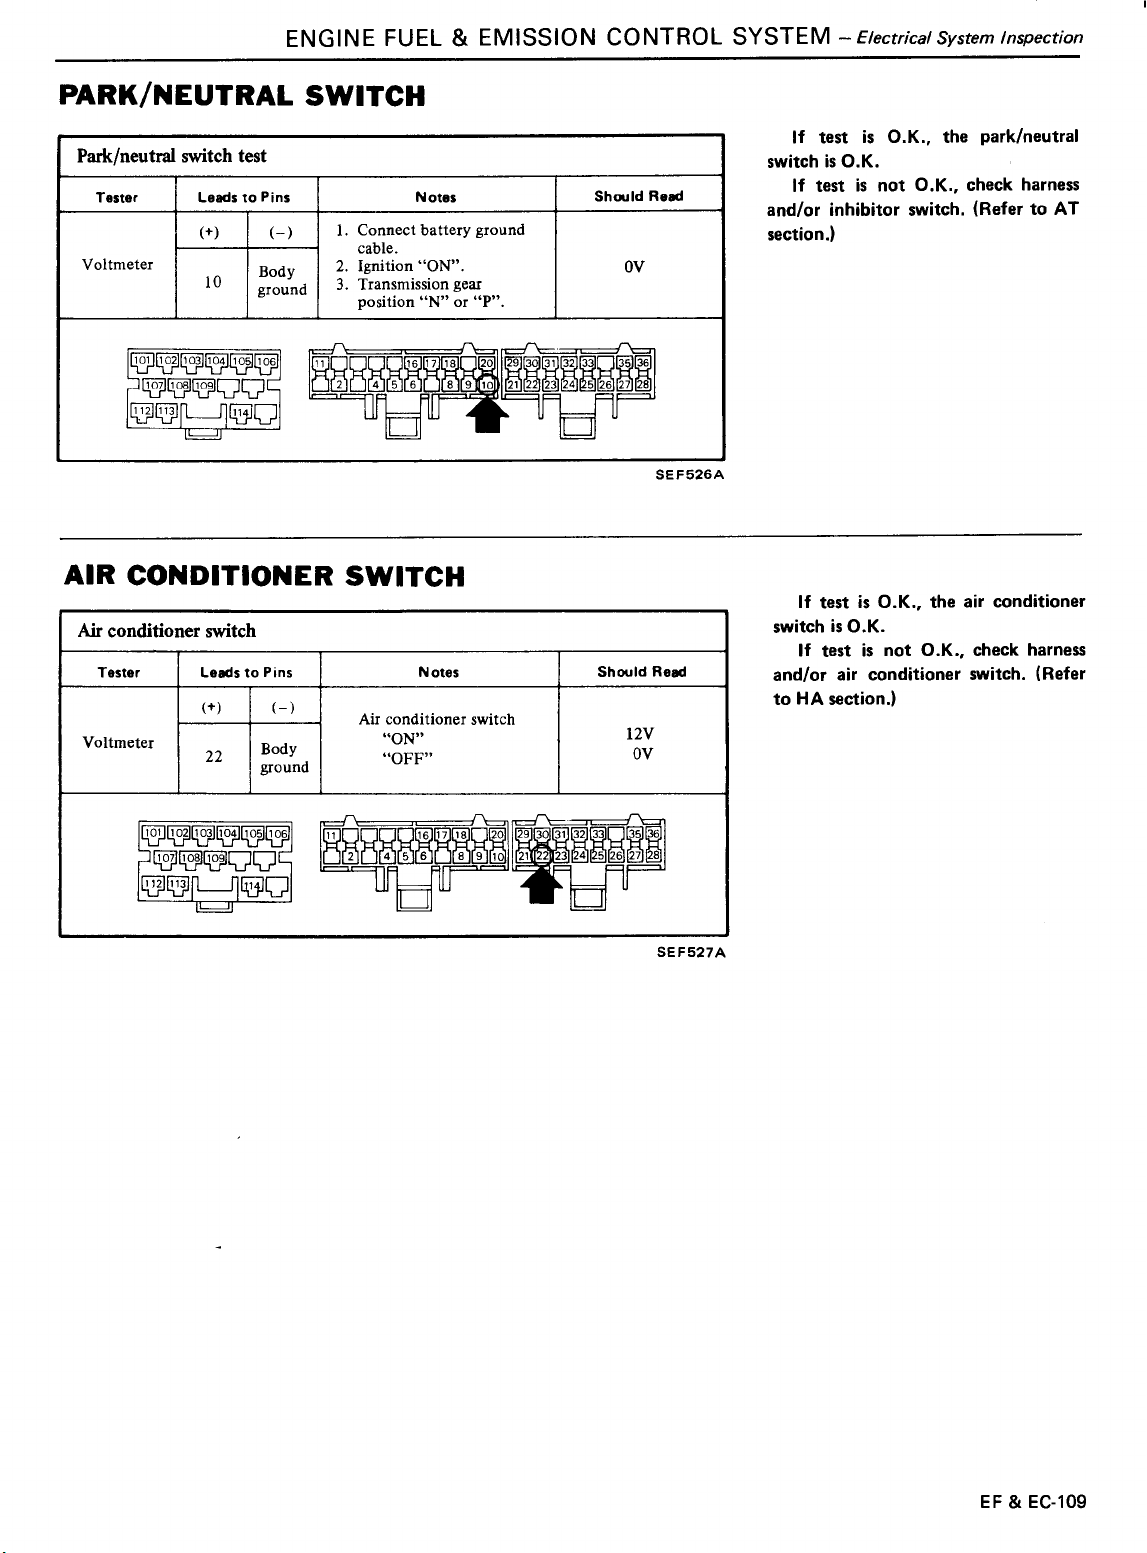 ENGINE FUEL & EMISSION CONTROL SYSTEM – Electrical System Inspection
PARK/NEUTRAL SWITCH
Park/neutral switch test
Tester Leads to Pins Notes Should Read
Voltmeter
(+) (–)
10 Body ground
1. Connect battery ground
cable.
2. Ignition “ON”.
3. Transmission gear
position “N” or “P”.
0V
101 102 103 104 105 106
107 108 109
112 113 114
11 16 17 18 20 29 30 31 32 33 35 36
2 4 5 6 8 9 10 21 22 23 24 25 26 27 28
SEF526A
If test is O.K., the park/neutral
switch is O.K.
If test is not O.K., check harness
and/or inhibitor switch. (Refer to AT
section.)
AIR CONDITIONER SWITCH
Air conditioner switch
Tester Leads to Pins Notes Should Read
Voltmeter
(+) (–)
22 Body ground
Air conditioner switch
“ON”
“OFF”
12V
0V
101 102 103 104 105 106
107 108 109
112 113 114
11 16 17 18 20 29 30 31 32 33 35 36
2 4 5 6 8 9 10 21 22 23 24 25 26 27 28
SEF527A
If test is O.K., the air conditioner
switch is O.K.
If test is not O.K., check harness
and/or air conditioner switch. (Refer
to HA section.)
EF & EC-109